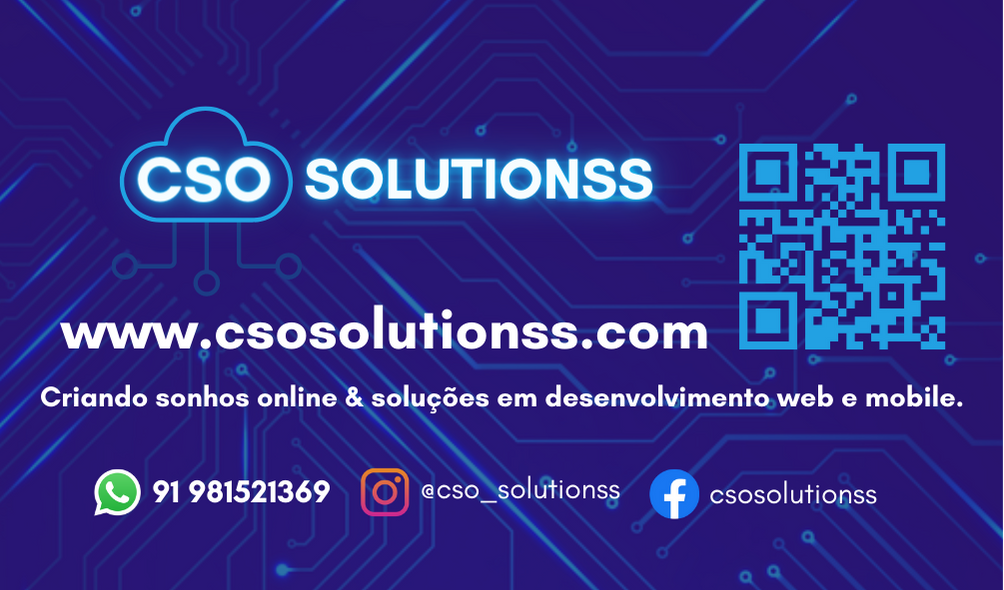 CSO SOLUTIONSS
www.csosolutionss.com
Criando sonhos online & soluções em desenvolvimento web e mobile.
91 981521369 @cso_solutionss csosolutionss